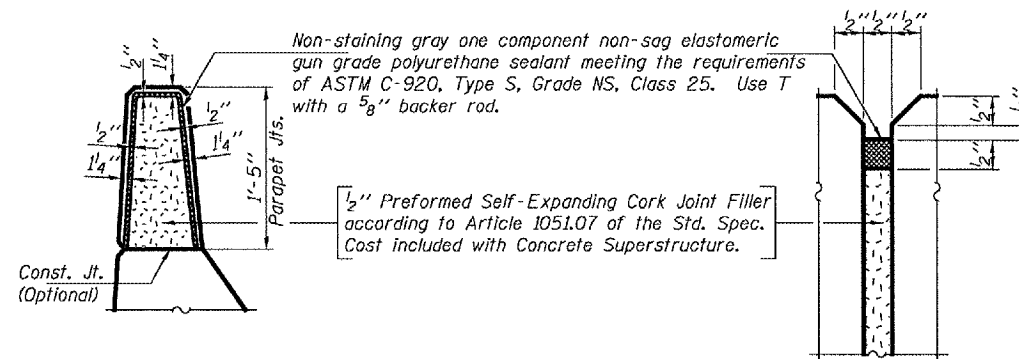 Non-staining gray one component non-sag elastomeric
gun grade polyurethane sealant meeting the requirements
of ASTM C-920, Type S, Grade NS, Class 25. Use T
with a 5/8" backer rod.
1/2"
1 1/4"
1/2"
1 1/4"
1/2"
1 1/4"
1'-5"
Parapet Jts.
1/2" Preformed Self-Expanding Cork Joint Filler
according to Article 1051.07 of the Std. Spec.
Cost included with Concrete Superstructure.
Const. Jt.
(Optional)
1/2" 1/2" 1/2"
1/2"
1/2"